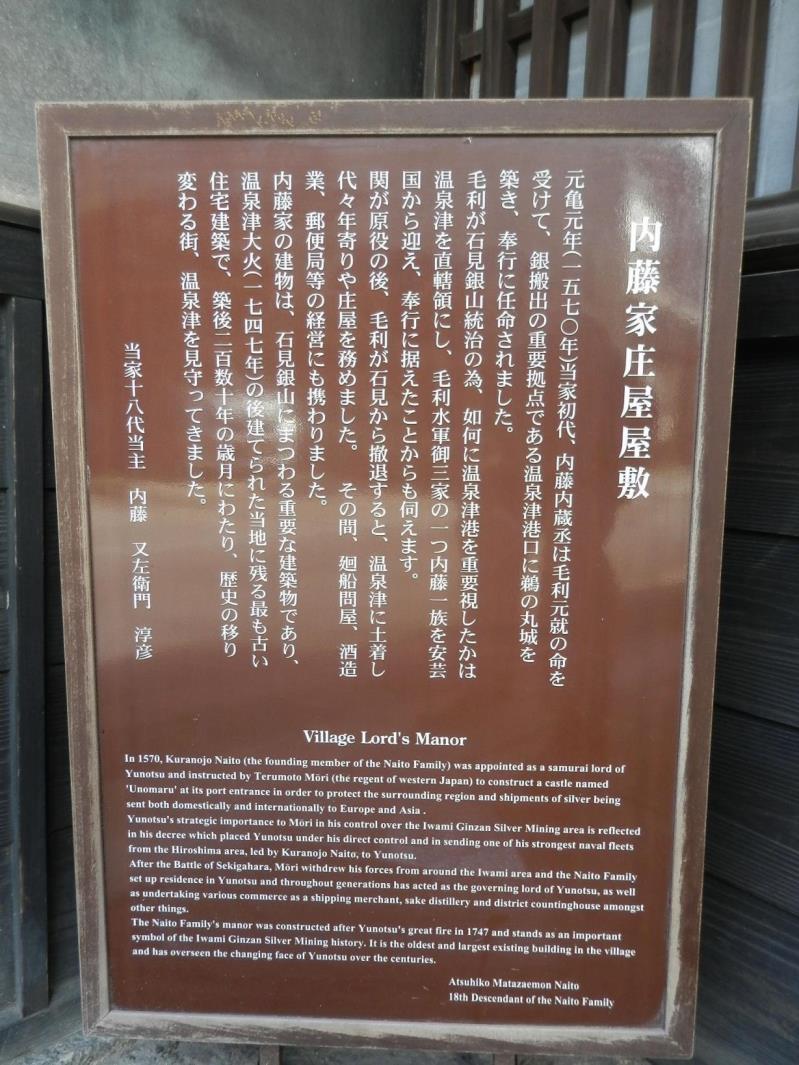 内藤家庄屋屋敷
元亀元年(一五七〇年)当家初代、内藤内蔵丞は毛利元就の命を
受けて、銀搬出の重要拠点である温泉津港口に鵜の丸城を
築き、奉行に任命されました。
毛利が石見銀山統治の為、如何に温泉津港を重要視したかは
温泉津を直轄領にし、毛利水軍御三家の一つ内藤一族を安芸
国から迎え、奉行に据えたことからも伺えます。
関が原役の後、毛利が石見から撤退すると、温泉津に土着し
代々年寄りや庄屋を務めました。 その間、廻船問屋、酒造
業、郵便局等の経営にも携わりました。
内藤家の建物は、石見銀山にまつわる重要な建築物であり、
温泉津大火(一七四七年)の後建てられた当地に残る最も古い
住宅建築で、築後二百数十年の歳月にわたり、歴史の移り
変わる街、温泉津を見守ってきました。
当家十八代当主 内藤 又左衛門 淳彦
Village Lord's Manor
In 1570, Kuranojo Naito (the founding member of the Naito Family) was appointed as a samurai lord of
Yunotsu and instructed by Terumoto Mōri (the regent of western Japan) to construct a castle named
'Unomaru' at its port entrance in order to protect the surrounding region and shipments of silver being
sent both domestically and internationally to Europe and Asia .
Yunotsu's strategic importance to Mōri in his control over the Iwami Ginzan Silver Mining area is reflected
in his decree which placed Yunotsu under his direct control and in sending one of his strongest naval fleets
from the Hiroshima area, led by Kuranojo Naito, to Yunotsu.
After the Battle of Sekigahara, Mōri withdrew his forces from around the Iwami area and the Naito Family
set up residence in Yunotsu and throughout generations has acted as the governing lord of Yunotsu, as well
as undertaking various commerce as a shipping merchant, sake distillery and district countinghouse amongst
other things.
The Naito Family's manor was constructed after Yunotsu's great fire in 1747 and stands as an important
symbol of the Iwami Ginzan Silver Mining history. It is the oldest and largest existing building in the village
and has overseen the changing face of Yunotsu over the centuries.
Atsuhiko Matazaemon Naito
18th Descendant of the Naito Family